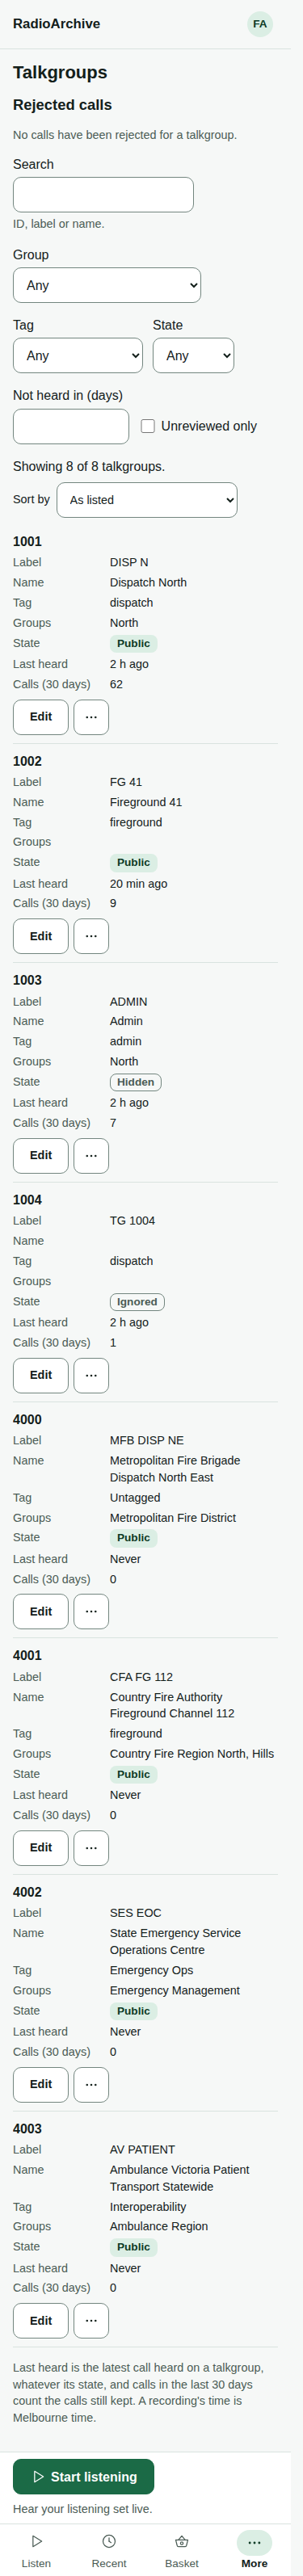 RadioArchive FA
Talkgroups
Rejected calls
No calls have been rejected for a talkgroup.
Search
ID, label or name.
Group
Any
Tag State
Any Any
Not heard in (days)
Unreviewed only
Showing 8 of 8 talkgroups.
Sort by As listed
1001
Label DISP N
Name Dispatch North
Tag dispatch
Groups North
State Public
Last heard 2 h ago
Calls (30 days) 62
Edit ...
1002
Label FG 41
Name Fireground 41
Tag fireground
Groups
State Public
Last heard 20 min ago
Calls (30 days) 9
Edit ...
1003
Label ADMIN
Name Admin
Tag admin
Groups North
State Hidden
Last heard 2 h ago
Calls (30 days) 7
Edit ...
1004
Label TG 1004
Name
Tag dispatch
Groups
State Ignored
Last heard 2 h ago
Calls (30 days) 1
Edit ...
4000
Label MFB DISP NE
Name Metropolitan Fire Brigade
Dispatch North East
Tag Untagged
Groups Metropolitan Fire District
State Public
Last heard Never
Calls (30 days) 0
Edit ...
4001
Label CFA FG 112
Name Country Fire Authority
Fireground Channel 112
Tag fireground
Groups Country Fire Region North, Hills
State Public
Last heard Never
Calls (30 days) 0
Edit ...
4002
Label SES EOC
Name State Emergency Service
Operations Centre
Tag Emergency Ops
Groups Emergency Management
State Public
Last heard Never
Calls (30 days) 0
Edit ...
4003
Label AV PATIENT
Name Ambulance Victoria Patient
Transport Statewide
Tag Interoperability
Groups Ambulance Region
State Public
Last heard Never
Calls (30 days) 0
Edit ...
Last heard is the latest call heard on a talkgroup,
whatever its state, and calls in the last 30 days
count the calls still kept. A recording's time is
Melbourne time.
Start listening
Hear your listening set live.
Listen Recent Basket More